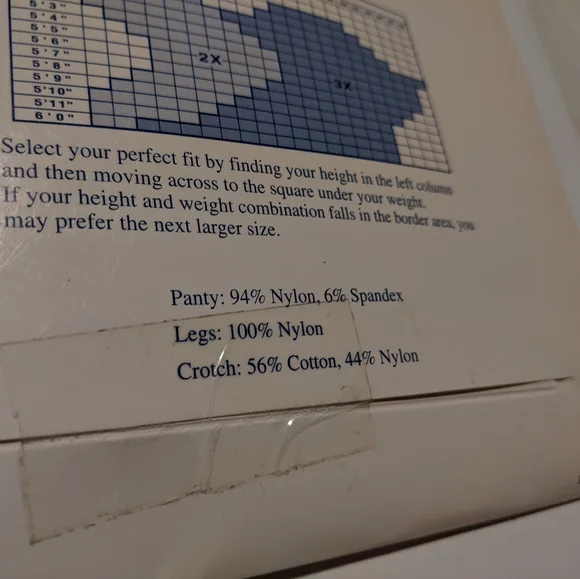 5'3"
5'4"
5'5"
5'6"
5'7"
5'8"
5'9"
5'10"
5'11"
6'0"
2X
3X
Select your perfect fit by finding your height in the left column
and then moving across to the square under your weight.
If your height and weight combination falls in the border area, you
may prefer the next larger size.
Panty: 94% Nylon, 6% Spandex
Legs: 100% Nylon
Crotch: 56% Cotton, 44% Nylon